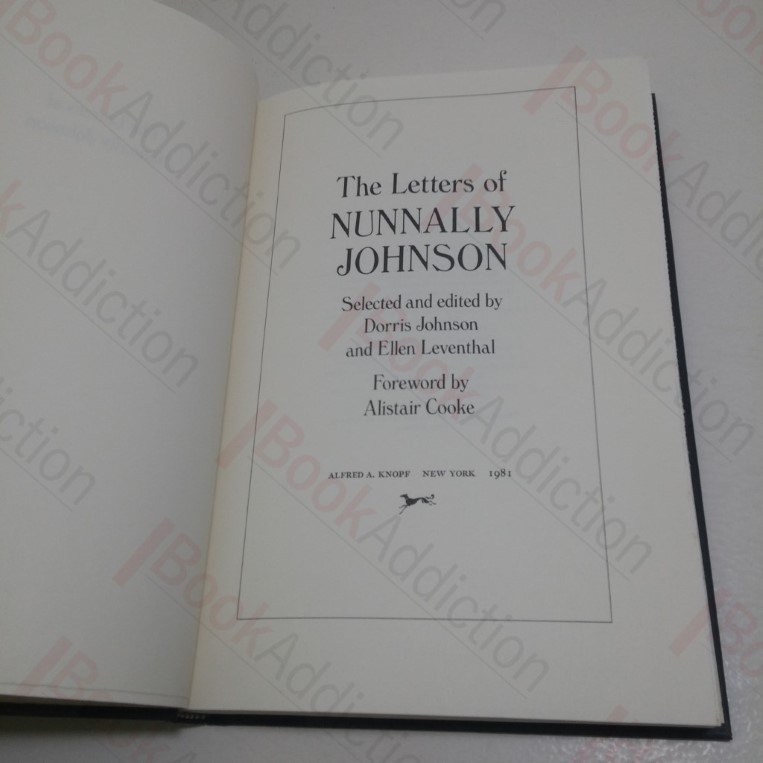 The Letters of
NUNNALLY
JOHNSON
Selected and edited by
Dorris Johnson
and Ellen Leventhal
Foreword by
Alistair Cooke
ALFRED A. KNOPF NEW YORK 1981
BookAddiction